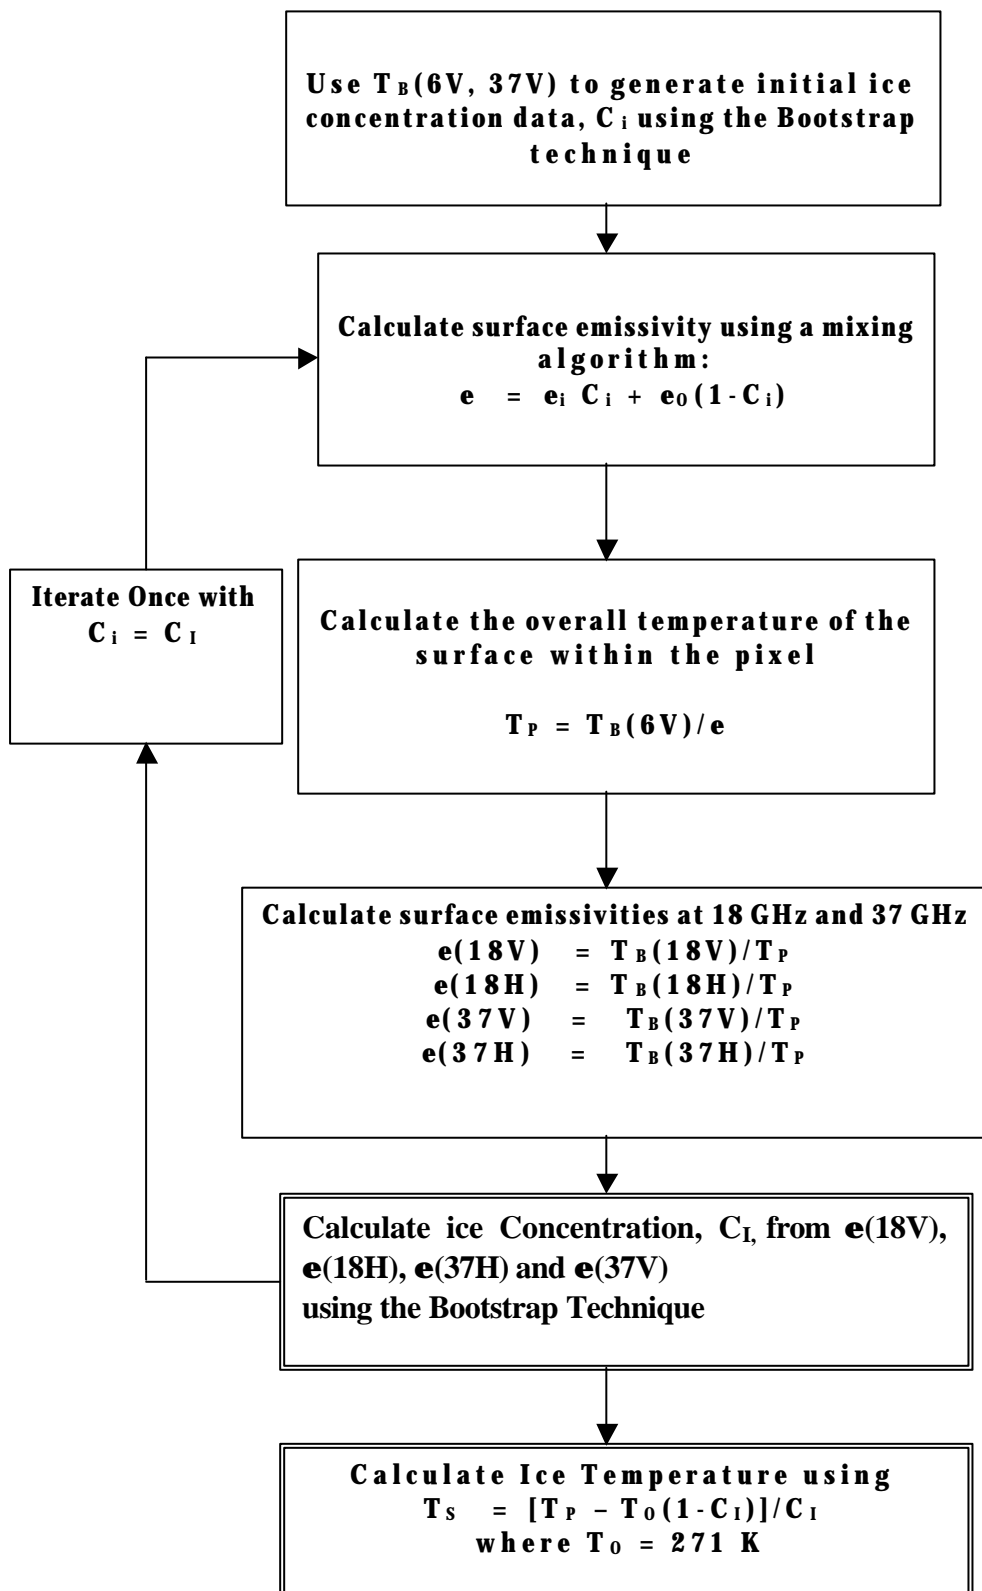 Use TB(6V, 37V) to generate initial ice
concentration data, Ci using the Bootstrap
technique
Calculate surface emissivity using a mixing
algorithm:
e = ei Ci + eO(1-Ci)
Iterate Once with
Ci = CI
Calculate the overall temperature of the
surface within the pixel
TP = TB(6V)/e
Calculate surface emissivities at 18 GHz and 37 GHz
e(18V) = TB(18V)/TP
e(18H) = TB(18H)/TP
e(37V) = TB(37V)/TP
e(37H) = TB(37H)/TP
Calculate ice Concentration, CI, from e(18V),
e(18H), e(37H) and e(37V)
using the Bootstrap Technique
Calculate Ice Temperature using
TS = [TP – TO(1-CI)]/CI
where TO = 271 K